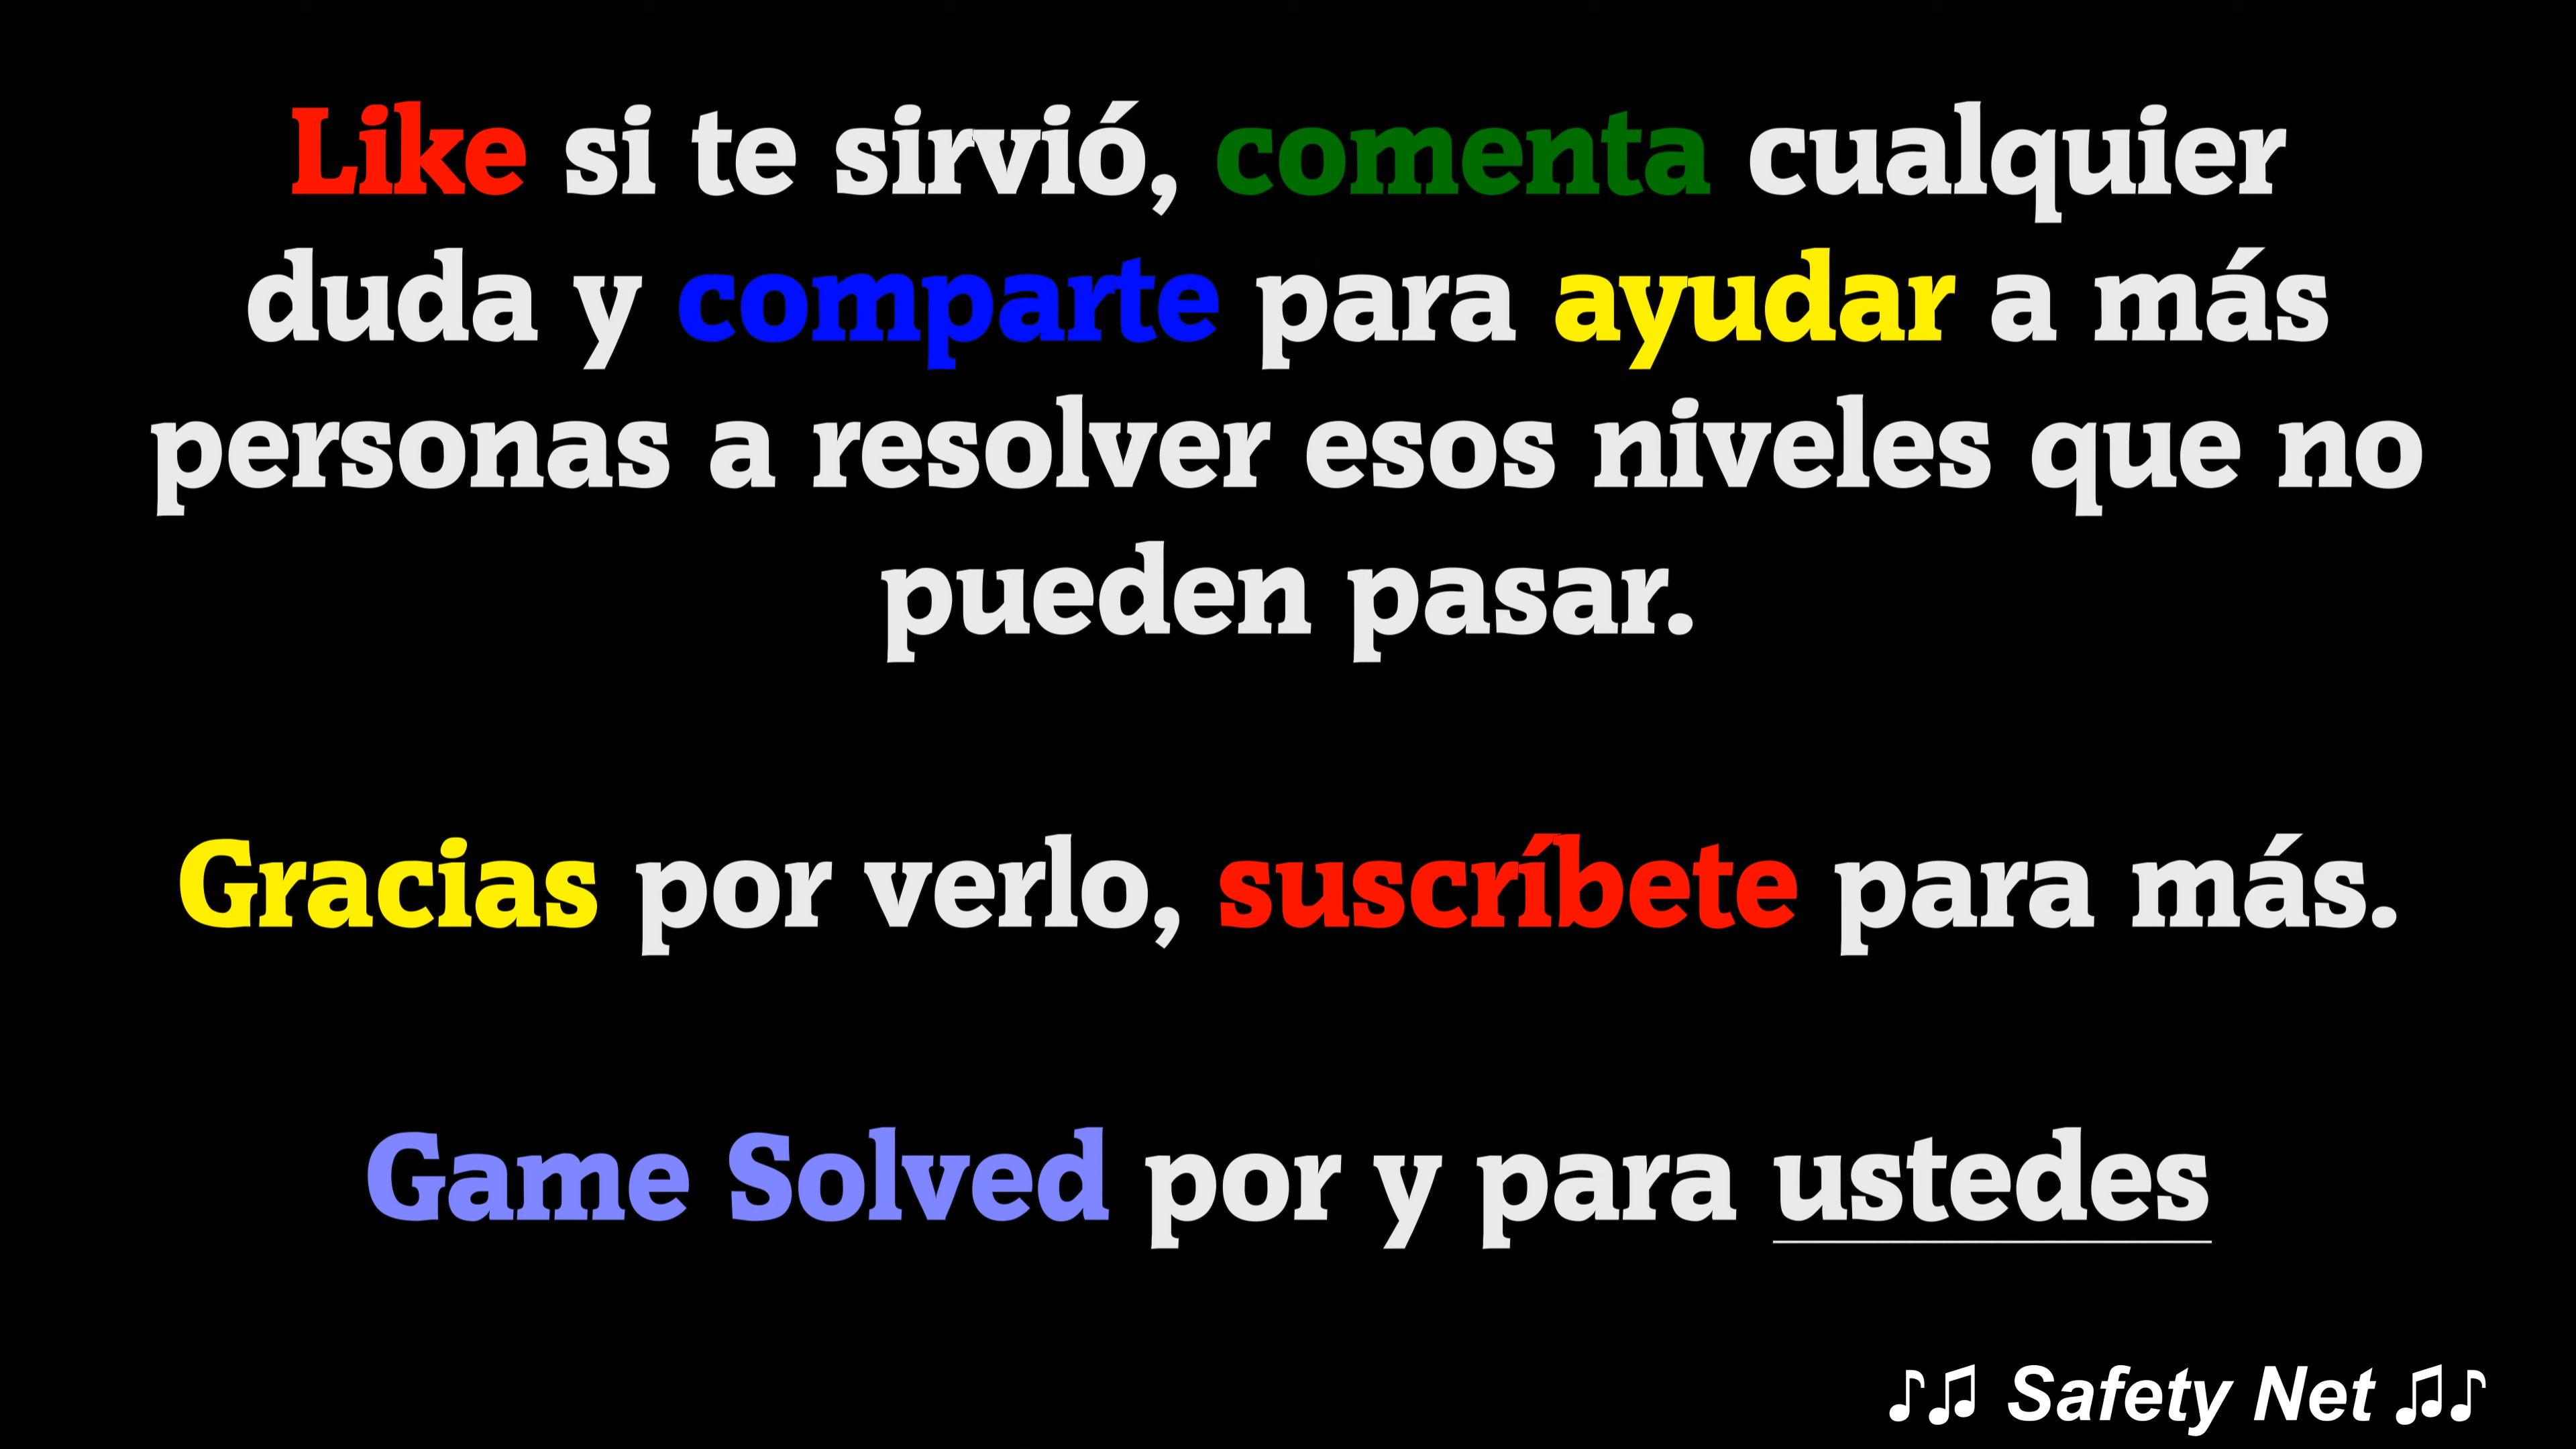 Like si te sirvió, comenta cualquier
duda y comparte para ayudar a más
personas a resolver esos niveles que no
pueden pasar.
Gracias por verlo, suscríbete para más.
Game Solved por y para ustedes
♪♫ Safety Net ♫♪